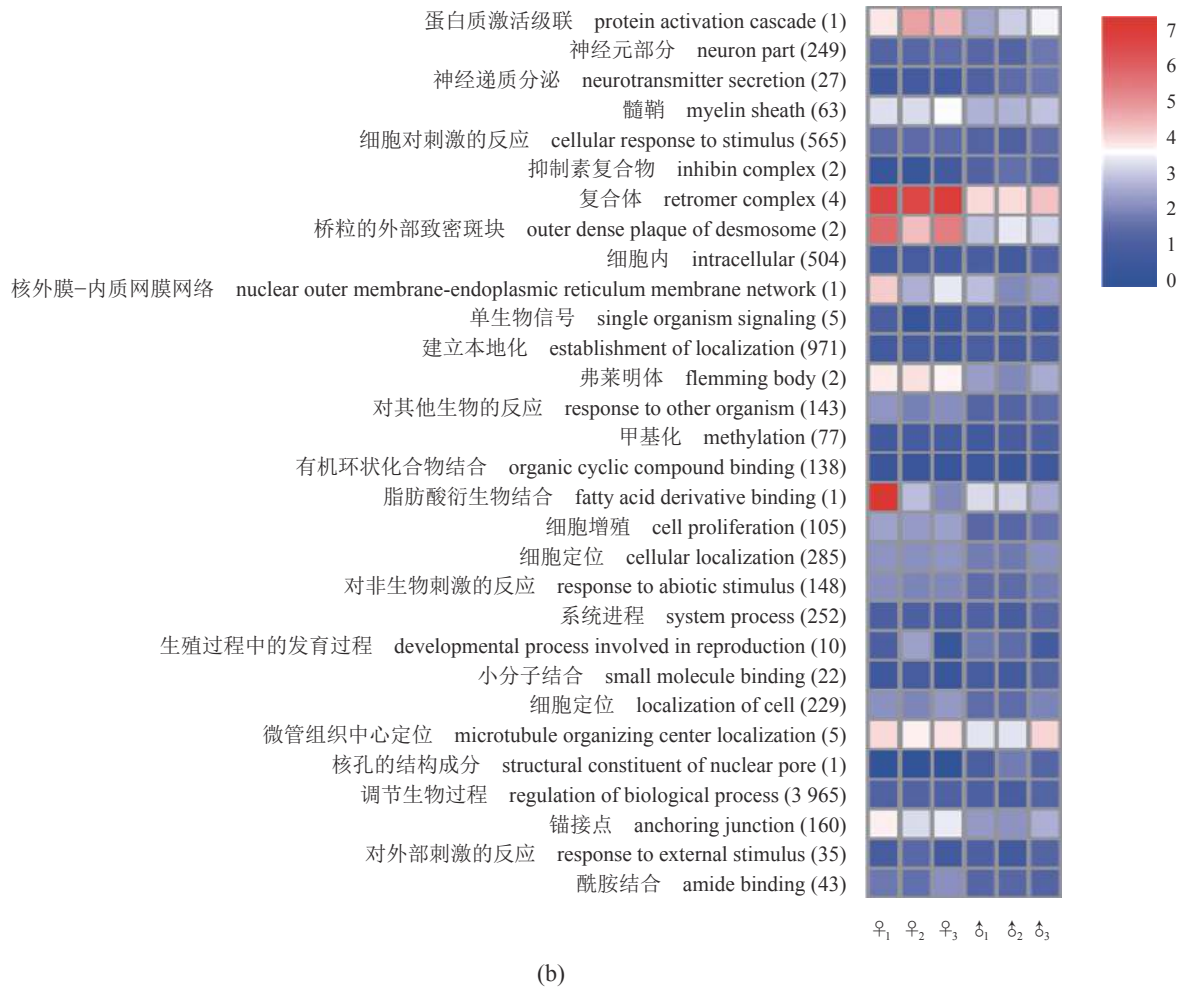 蛋白质激活级联 protein activation cascade (1)
神经元部分 neuron part (249)
神经递质分泌 neurotransmitter secretion (27)
髓鞘 myelin sheath (63)
细胞对刺激的反应 cellular response to stimulus (565)
抑制素复合物 inhibin complex (2)
复合体 retromer complex (4)
桥粒的外部致密斑块 outer dense plaque of desmosome (2)
细胞内 intracellular (504)
核外膜−内质网膜网络 nuclear outer membrane-endoplasmic reticulum membrane network (1)
单生物信号 single organism signaling (5)
建立本地化 establishment of localization (971)
弗莱明体 flemming body (2)
对其他生物的反应 response to other organism (143)
甲基化 methylation (77)
有机环状化合物结合 organic cyclic compound binding (138)
脂肪酸衍生物结合 fatty acid derivative binding (1)
细胞增殖 cell proliferation (105)
细胞定位 cellular localization (285)
对非生物刺激的反应 response to abiotic stimulus (148)
系统进程 system process (252)
生殖过程中的发育过程 developmental process involved in reproduction (10)
小分子结合 small molecule binding (22)
细胞定位 localization of cell (229)
微管组织中心定位 microtubule organizing center localization (5)
核孔的结构成分 structural constituent of nuclear pore (1)
调节生物过程 regulation of biological process (3 965)
锚接点 anchoring junction (160)
对外部刺激的反应 response to external stimulus (35)
酰胺结合 amide binding (43)
♀1 ♀2 ♀3 ♂1 ♂2 ♂3
7
6
5
4
3
2
1
0
(b)